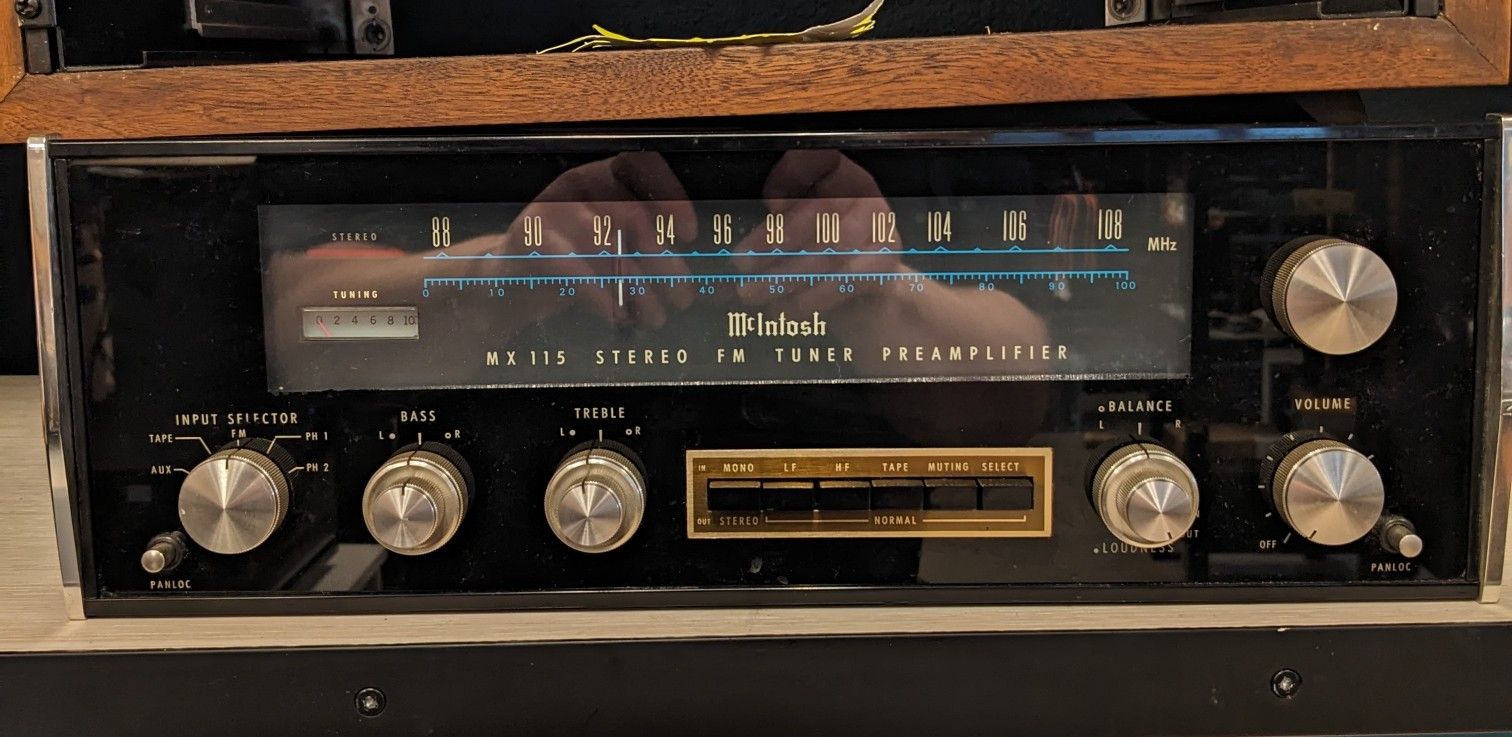 STEREO
88 90 92 94 96 98 100 102 104 106 108 MHz
0 10 20 30 40 50 60 70 80 90 100
TUNING
0 2 4 6 8 10
McIntosh
MX 115 STEREO FM TUNER PREAMPLIFIER
INPUT SELECTOR
TAPE FM PH 1
AUX PH 2
PANLOC
BASS
L R
TREBLE
L R
IN MONO LF HF TAPE MUTING SELECT
OUT STEREO NORMAL
BALANCE
L R
LOUDNESS
VOLUME
OFF
PANLOC